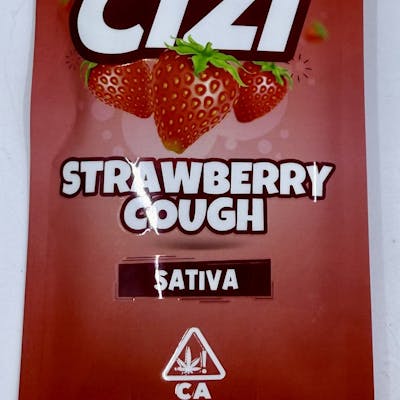 CIZI
STRAWBERRY
COUGH
SATIVA
!
CA